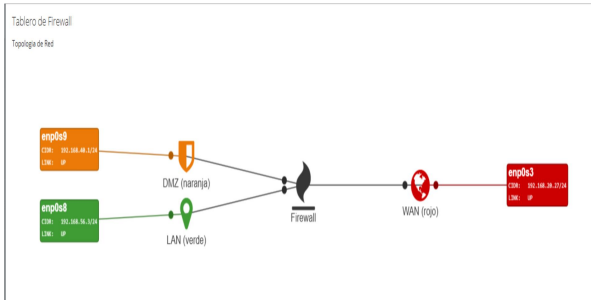 Tablero de Firewall
Topología de Red
enp0s9
CIDR: 192.168.40.1/24
LINK: UP
DMZ (naranja)
enp0s8
CIDR: 192.168.56.3/24
LINK: UP
LAN (verde)
Firewall
WAN (rojo)
enp0s3
CIDR: 192.168.20.27/24
LINK: UP